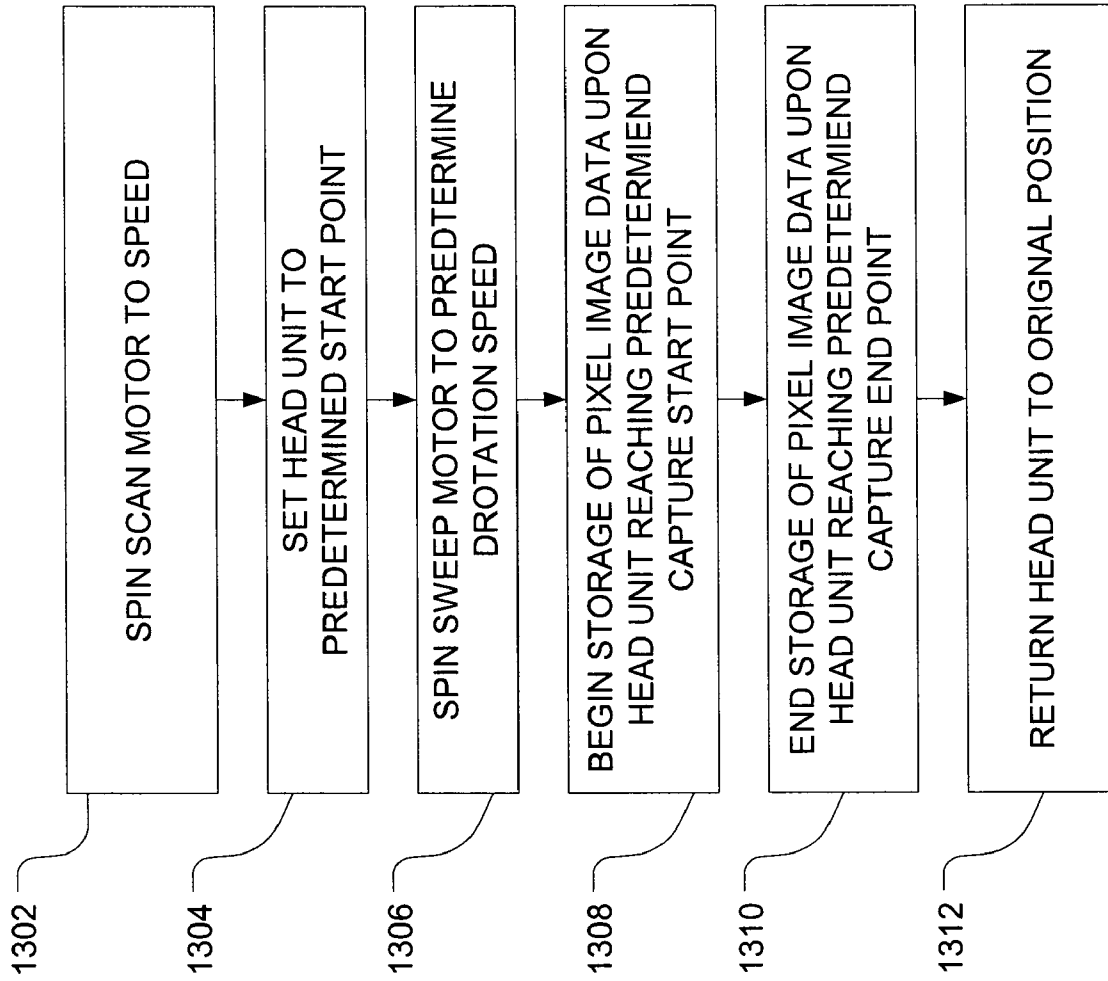 1302
SPIN SCAN MOTOR TO SPEED
1304
SET HEAD UNIT TO
PREDETERMINED START POINT
1306
SPIN SWEEP MOTOR TO PREDTERMINE
DROTATION SPEED
1308
BEGIN STORAGE OF PIXEL IMAGE DATA UPON
HEAD UNIT REACHING PREDETERMIEND
CAPTURE START POINT
1310
END STORAGE OF PIXEL IMAGE DATA UPON
HEAD UNIT REACHING PREDETERMIEND
CAPTURE END POINT
1312
RETURN HEAD UNIT TO ORIGNAL POSITION